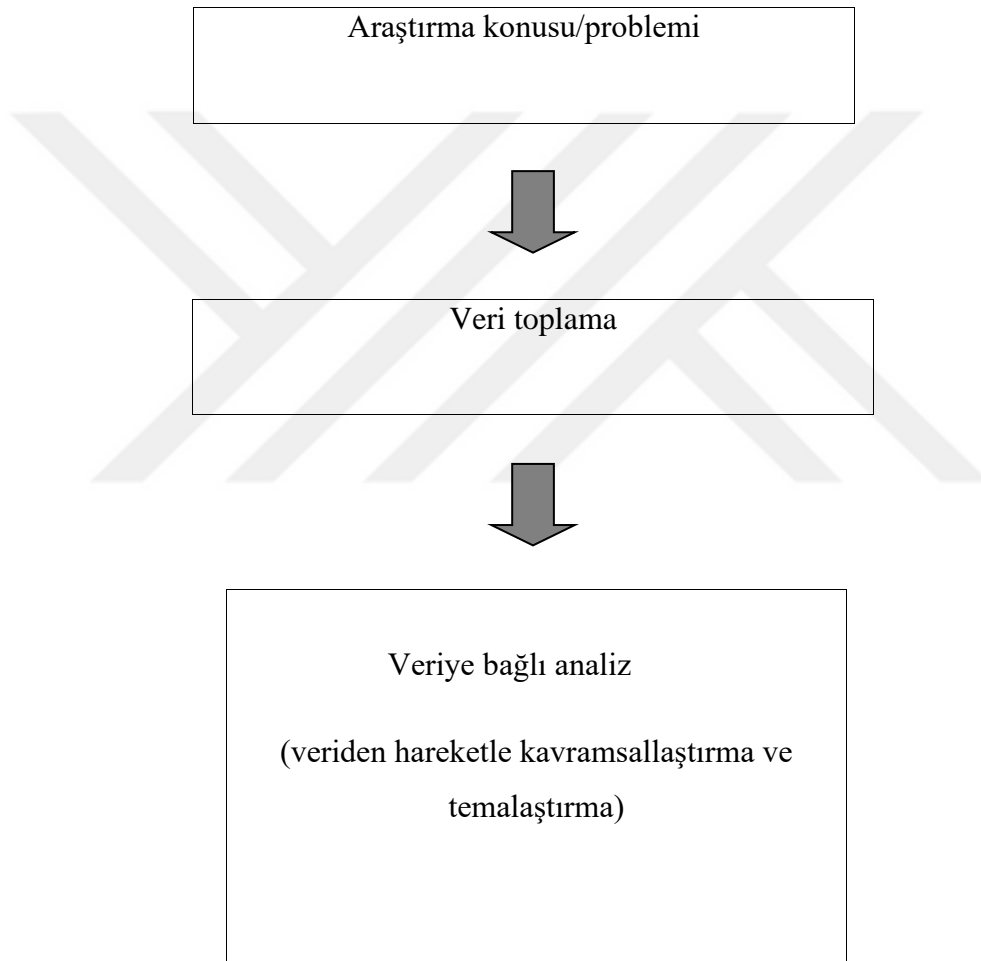 Araştırma konusu/problemi
Veri toplama
Veriye bağlı analiz
(veriden hareketle kavramsallaştırma ve
temalaştırma)